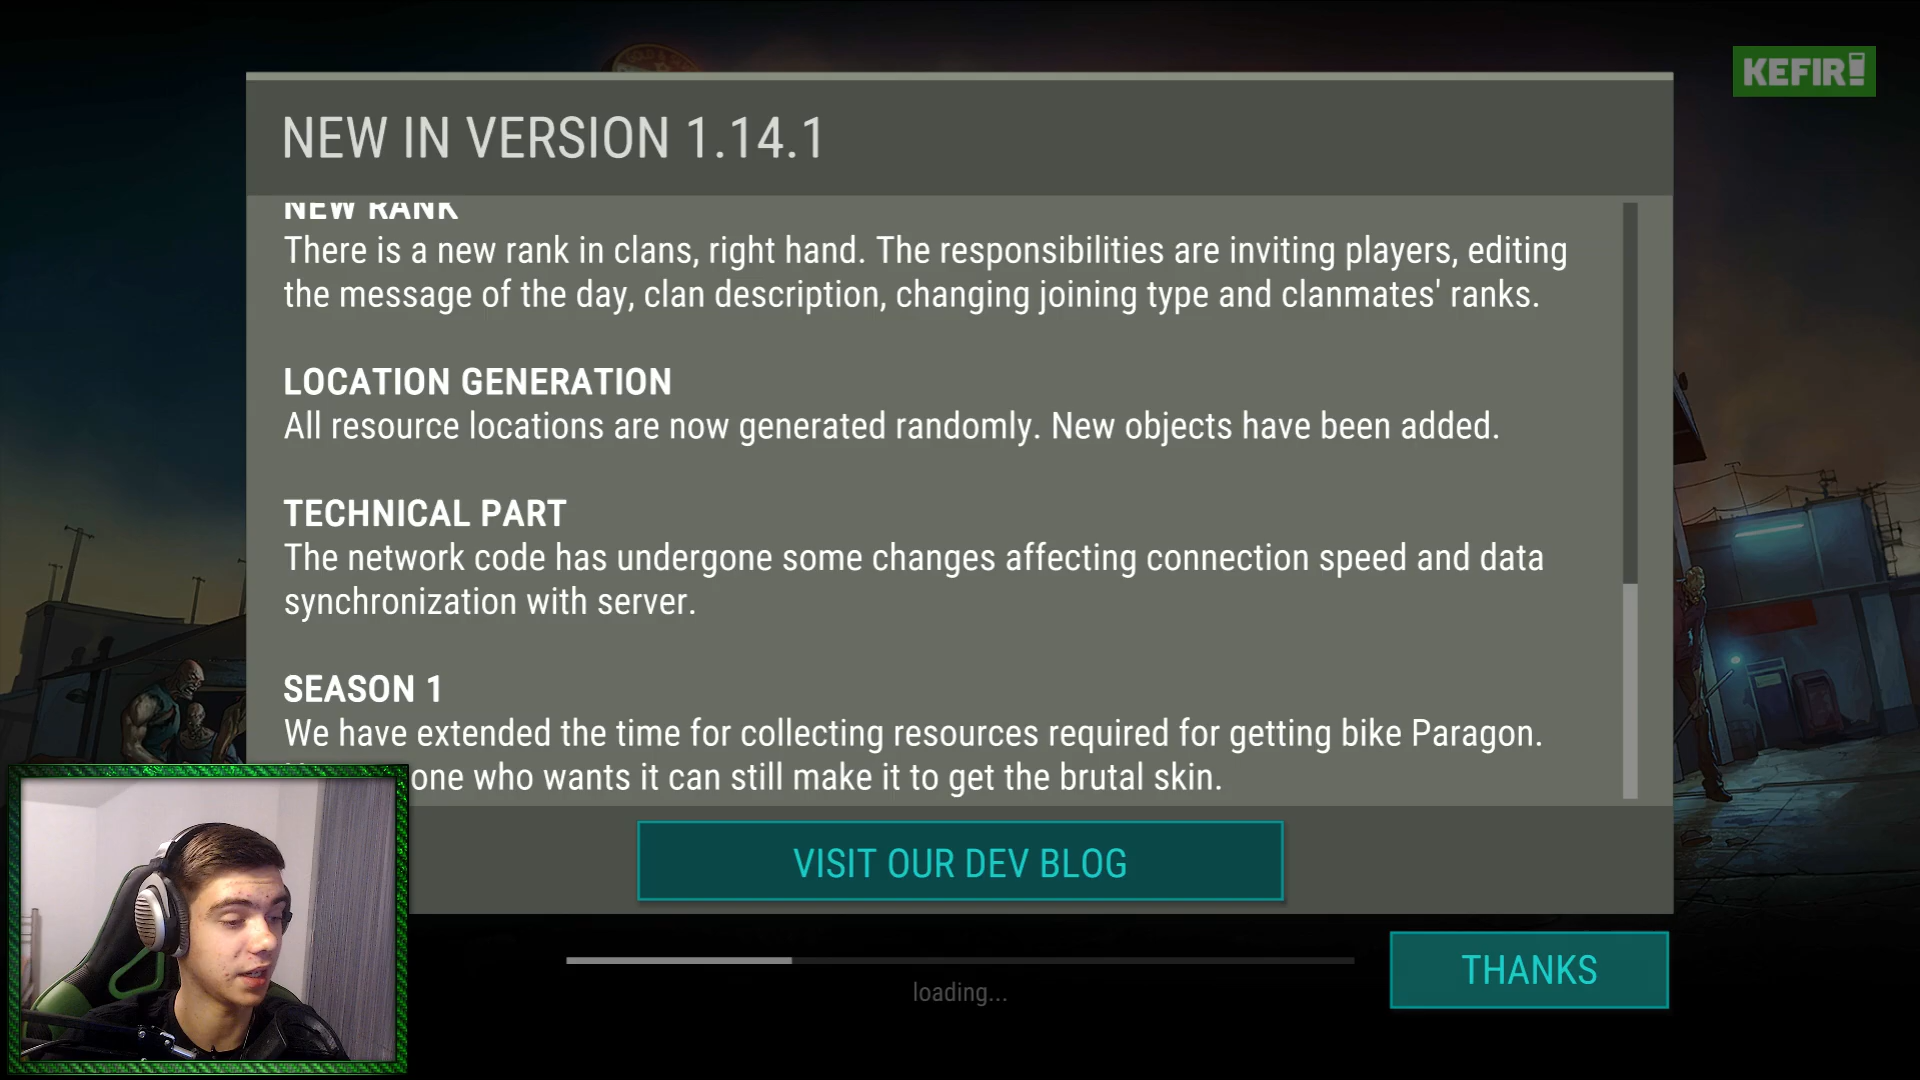 KEFIR!
NEW IN VERSION 1.14.1
NEW RANK
There is a new rank in clans, right hand. The responsibilities are inviting players, editing
the message of the day, clan description, changing joining type and clanmates' ranks.
LOCATION GENERATION
All resource locations are now generated randomly. New objects have been added.
TECHNICAL PART
The network code has undergone some changes affecting connection speed and data
synchronization with server.
SEASON 1
We have extended the time for collecting resources required for getting bike Paragon.
one who wants it can still make it to get the brutal skin.
VISIT OUR DEV BLOG
loading...
THANKS